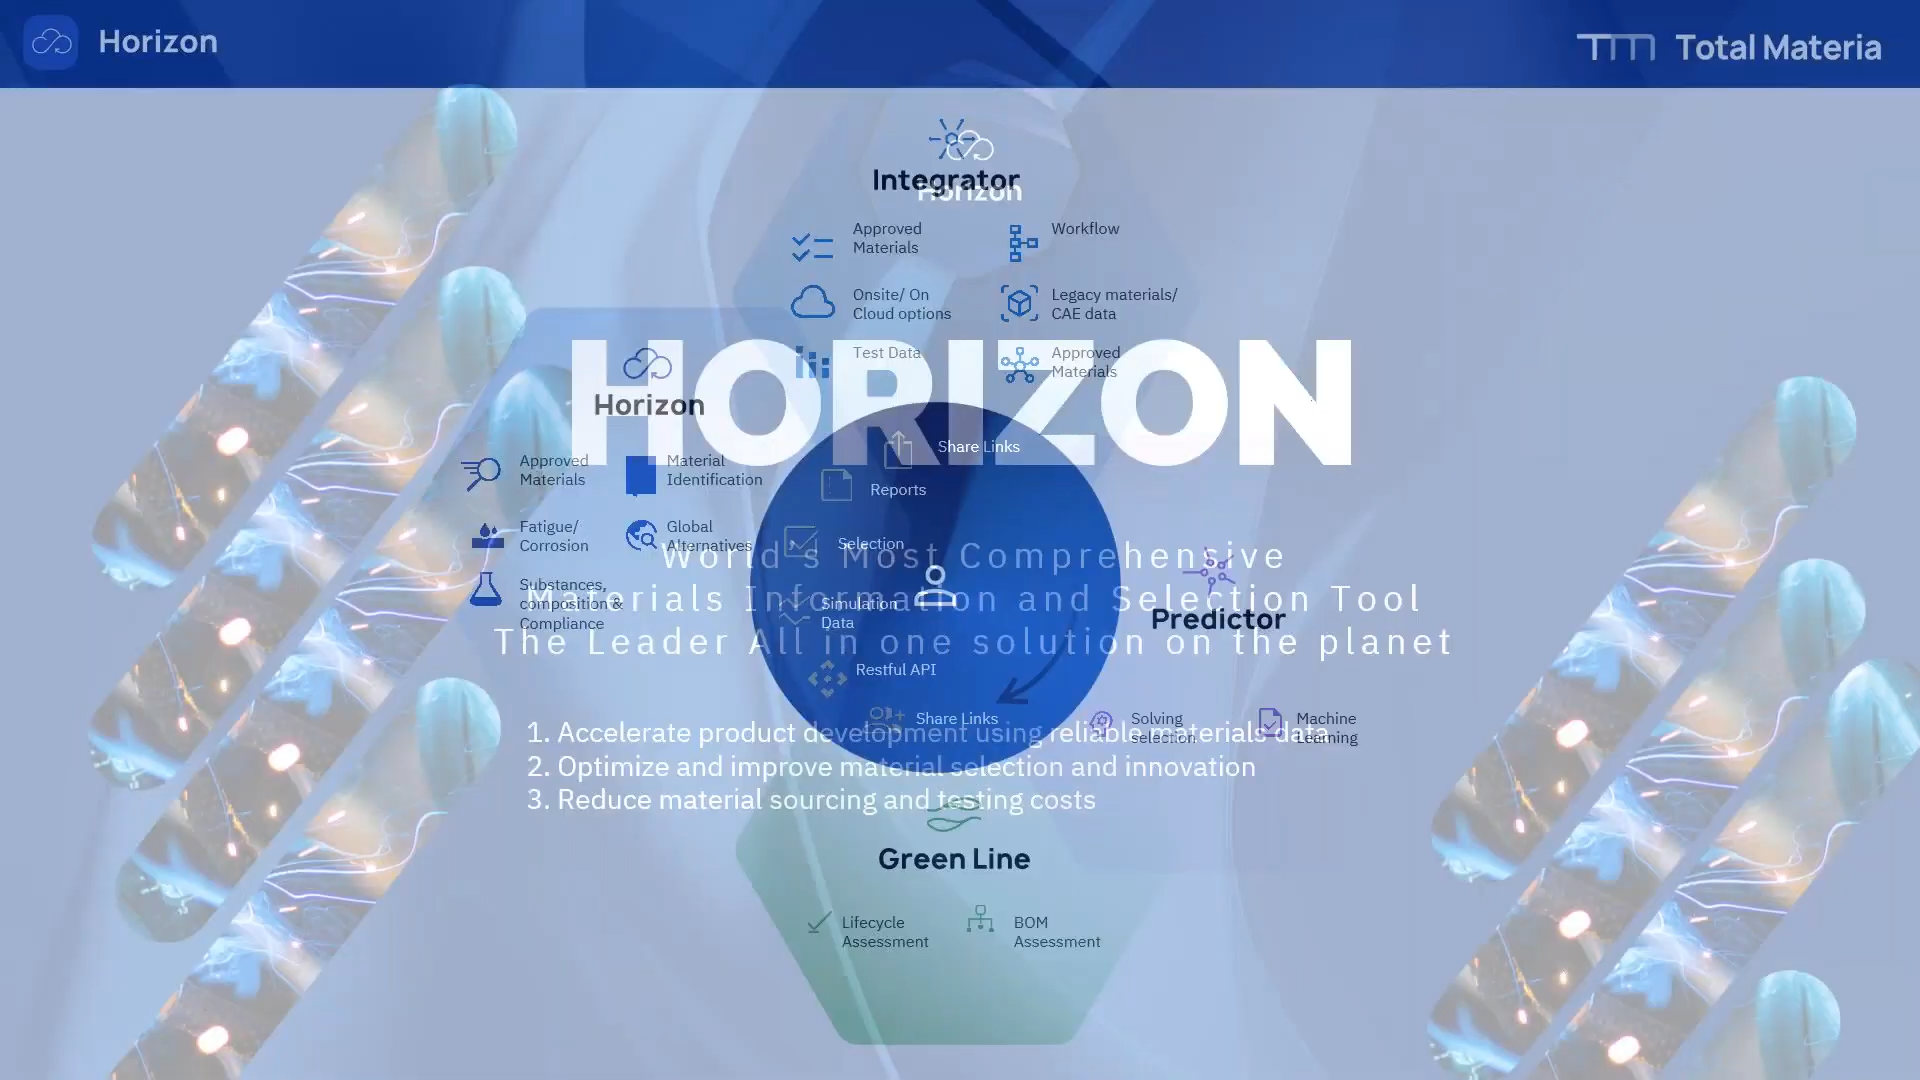 Horizon
Total Materia
Integrator
Horizon
Approved
Materials
Workflow
Onsite/ On
Cloud options
Legacy materials/
CAE data
Test Data
Approved
Materials
HORIZON
Horizon
Approved
Materials
Material
Identification
Fatigue/
Corrosion
Global
Alternatives
Substances,
composition &
Compliance
Share Links
Reports
Selection
Simulation
Data
Restful API
Share Links
World's Most Comprehensive
Materials Information and Selection Tool
The Leader All in one solution on the planet
Predictor
Solving
selection
Machine
Learning
1. Accelerate product development using reliable materials data
2. Optimize and improve material selection and innovation
3. Reduce material sourcing and testing costs
Green Line
Lifecycle
Assessment
BOM
Assessment